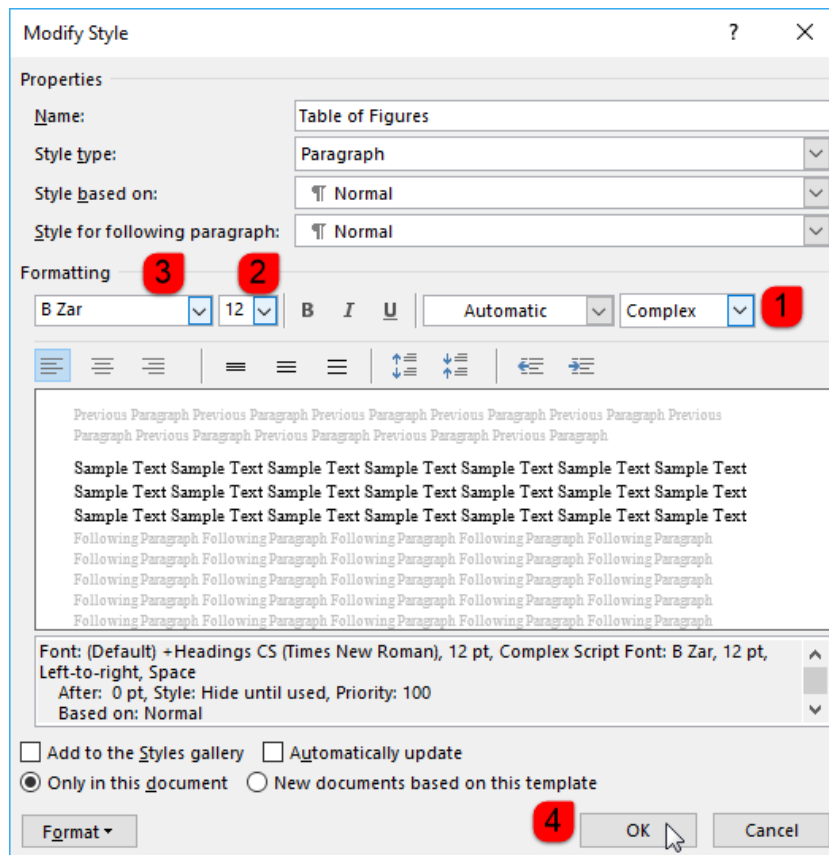 Modify Style ?
Properties
Name: Table of Figures
Style type: Paragraph
Style based on: ¶ Normal
Style for following paragraph: ¶ Normal
Formatting 3 2
B Zar 12 B I U Automatic Complex 1
Previous Paragraph Previous Paragraph Previous Paragraph Previous Paragraph Previous Paragraph Previous
Paragraph Previous Paragraph Previous Paragraph Previous Paragraph Previous Paragraph
Sample Text Sample Text Sample Text Sample Text Sample Text Sample Text Sample Text
Sample Text Sample Text Sample Text Sample Text Sample Text Sample Text Sample Text
Sample Text Sample Text Sample Text Sample Text Sample Text Sample Text Sample Text
Following Paragraph Following Paragraph Following Paragraph Following Paragraph Following Paragraph
Following Paragraph Following Paragraph Following Paragraph Following Paragraph Following Paragraph
Following Paragraph Following Paragraph Following Paragraph Following Paragraph Following Paragraph
Following Paragraph Following Paragraph Following Paragraph Following Paragraph Following Paragraph
Following Paragraph Following Paragraph Following Paragraph Following Paragraph Following Paragraph
Font: (Default) +Headings CS (Times New Roman), 12 pt, Complex Script Font: B Zar, 12 pt,
Left-to-right, Space
After: 0 pt, Style: Hide until used, Priority: 100
Based on: Normal
Add to the Styles gallery Automatically update
Only in this document New documents based on this template
Format 4 OK Cancel